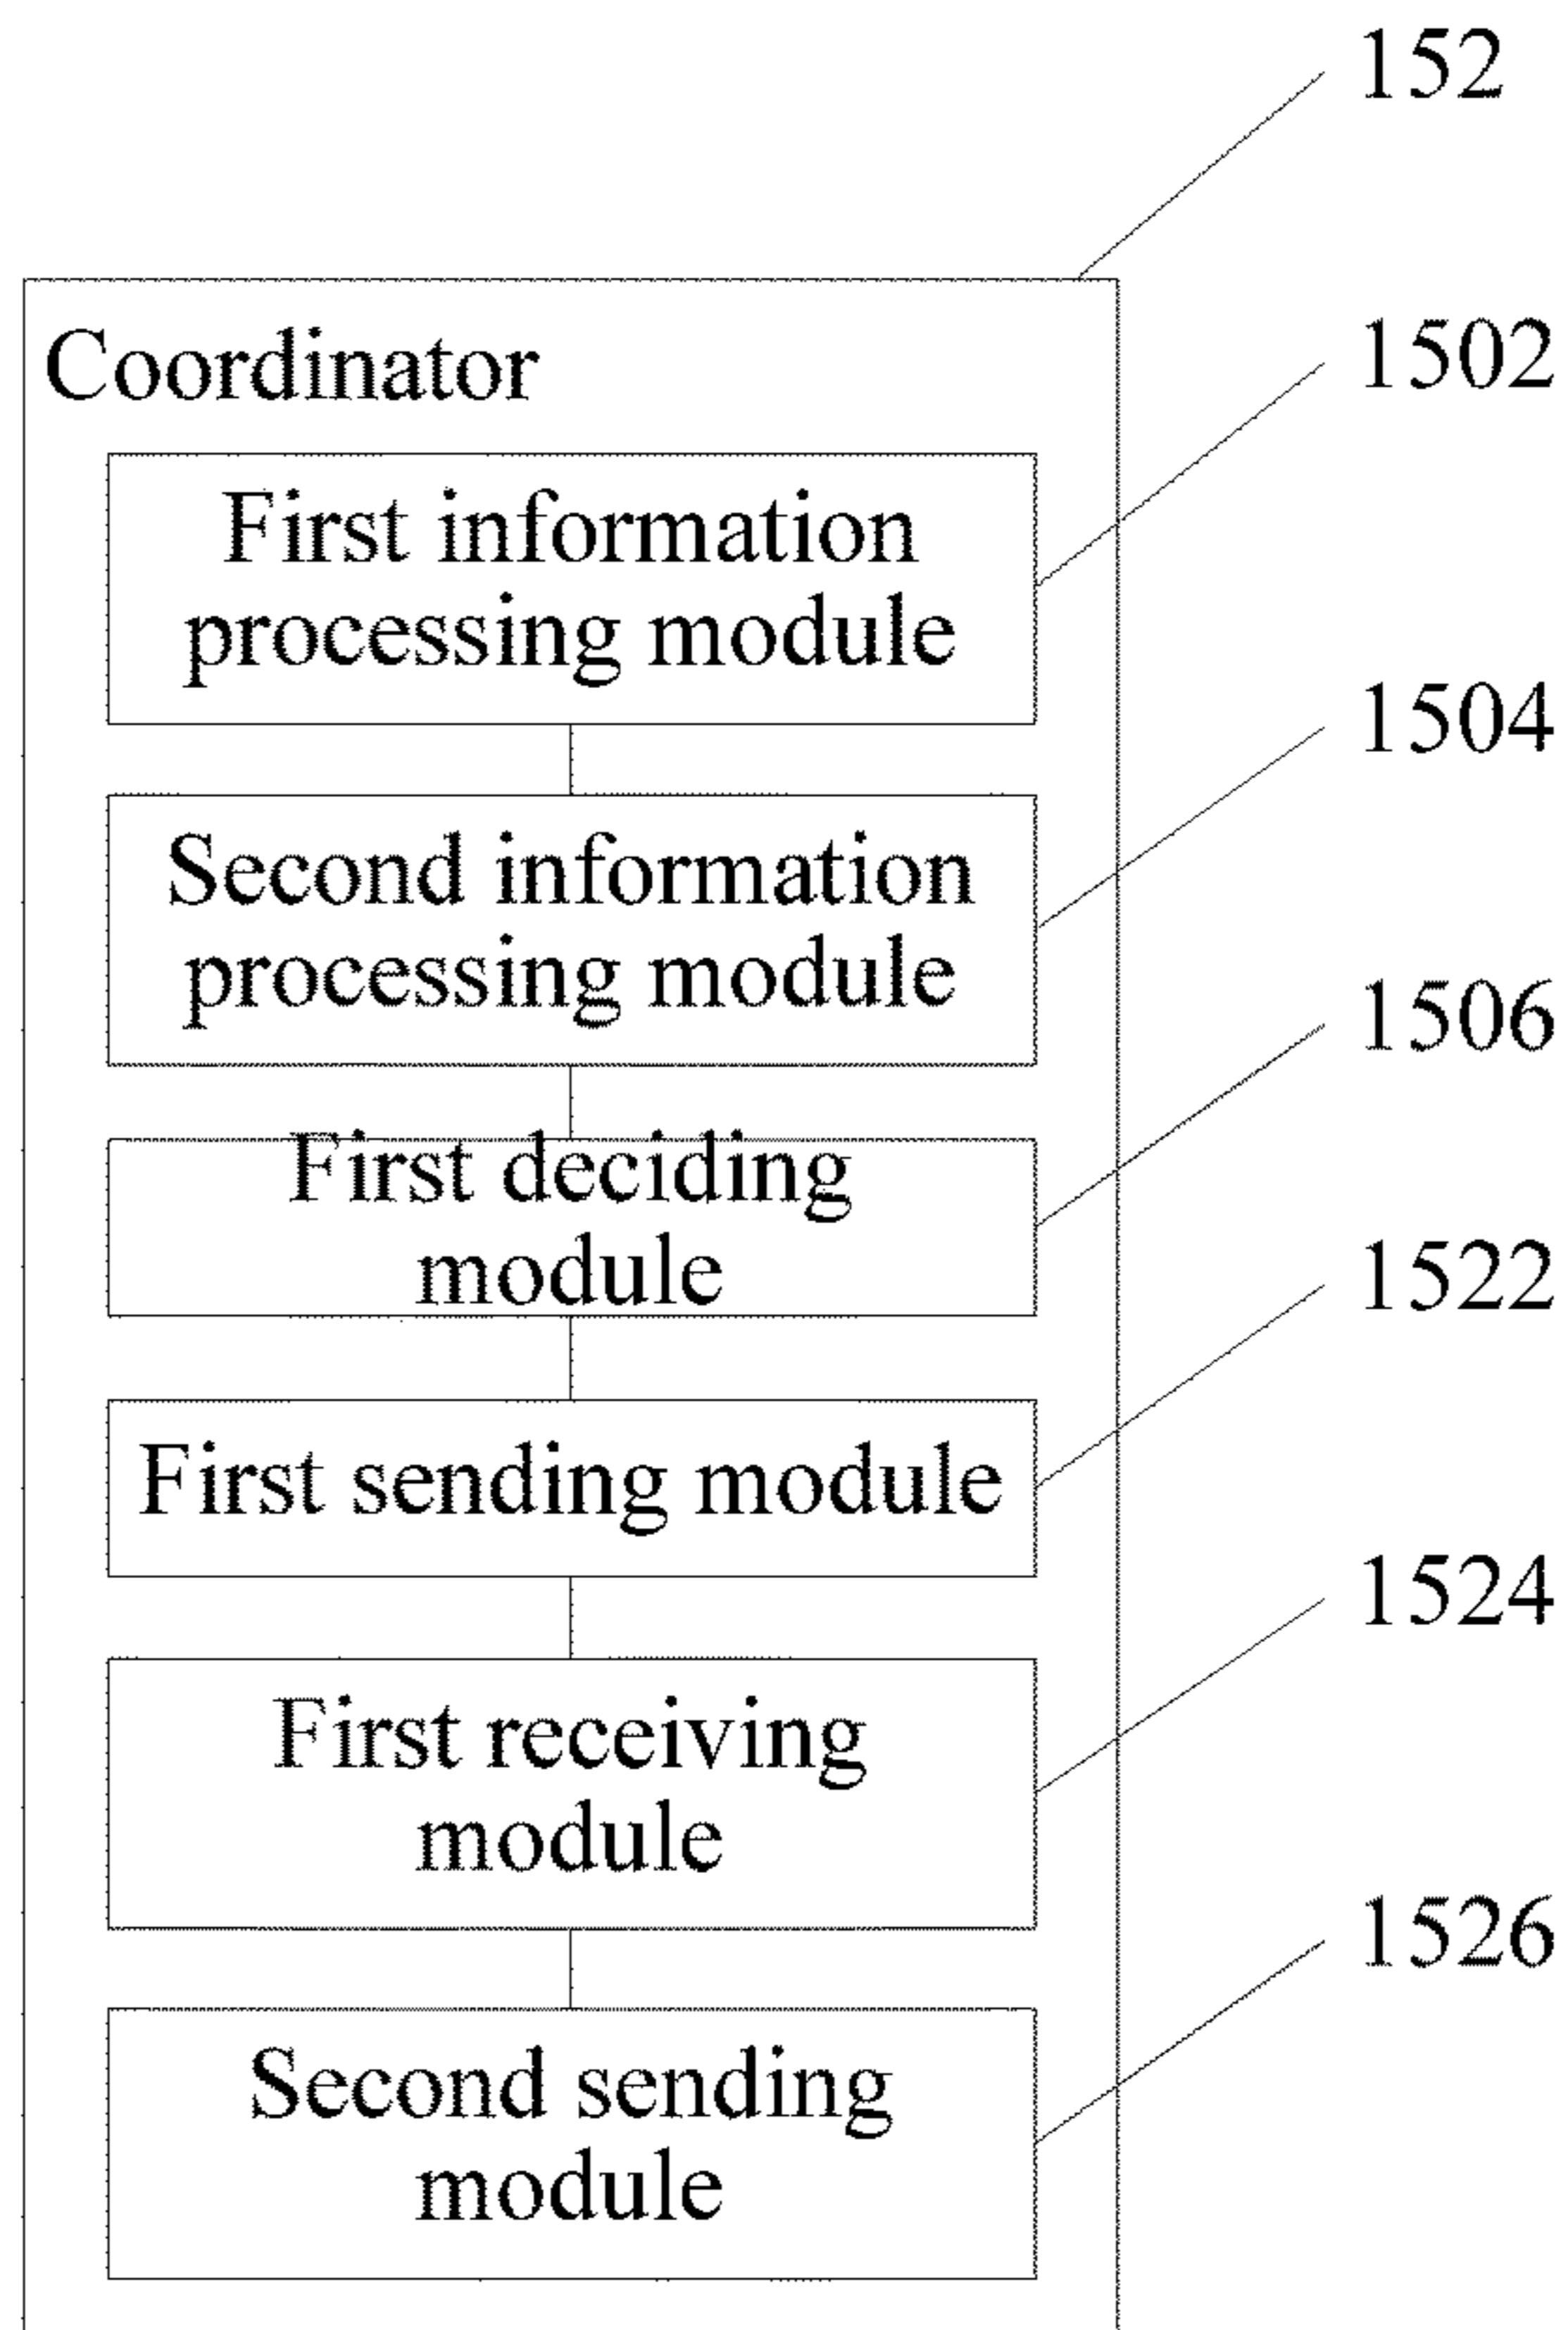 152
Coordinator
1502
First information
processing module
1504
Second information
processing module
1506
First deciding
module
1522
First sending module
1524
First receiving
module
1526
Second sending
module